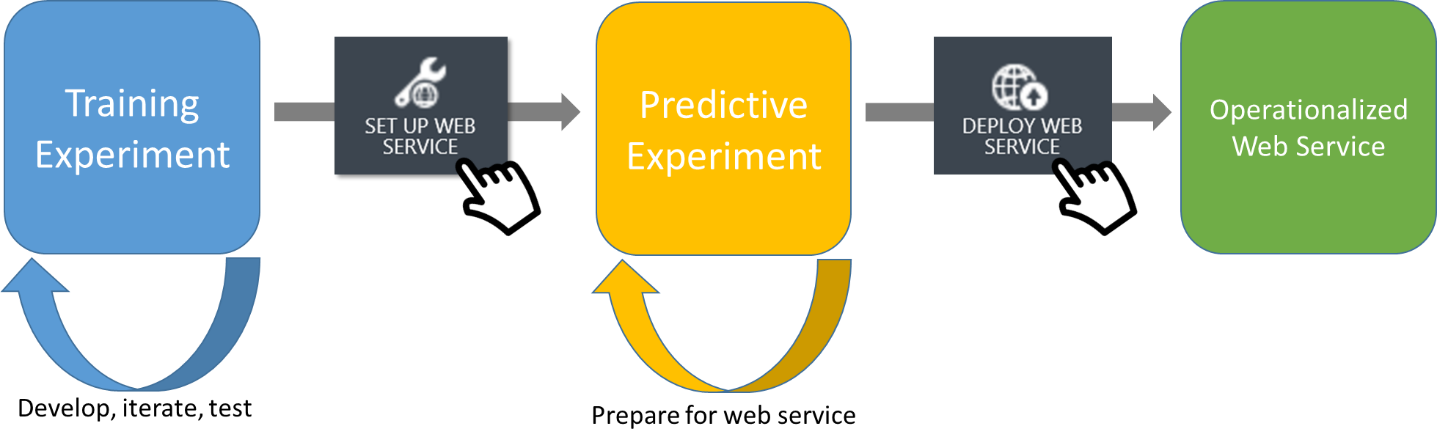 Training
Experiment
SET UP WEB
SERVICE
Predictive
Experiment
DEPLOY WEB
SERVICE
Operationalized
Web Service
Develop, iterate, test
Prepare for web service